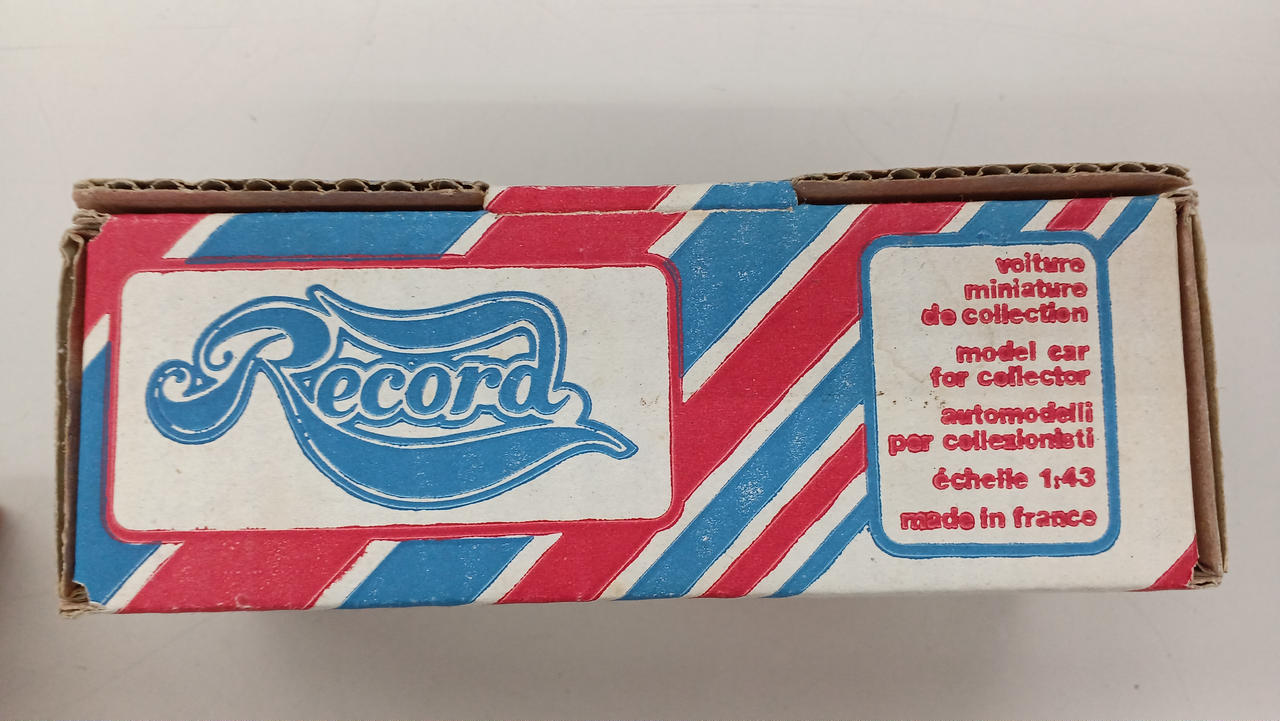 Record
voiture
miniature
de collection
model car
for collector
automodelli
per collezionisti
échelle 1:43
made in france